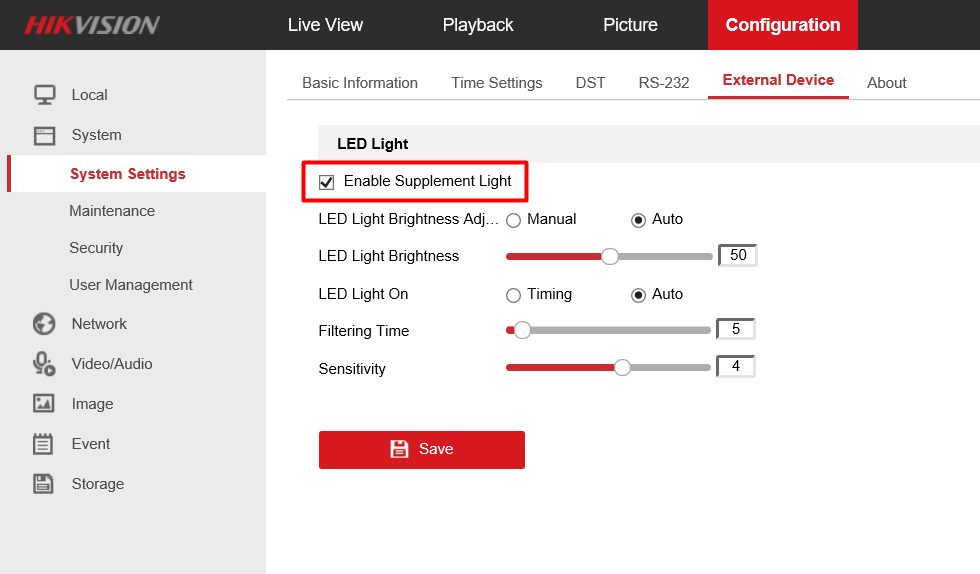 HIKVISION
Live View
Playback
Picture
Configuration
Local
System
System Settings
Maintenance
Security
User Management
Network
Video/Audio
Image
Event
Storage
Basic Information
Time Settings
DST
RS-232
External Device
About
LED Light
Enable Supplement Light
LED Light Brightness Adj... Manual Auto
LED Light Brightness 50
LED Light On Timing Auto
Filtering Time 5
Sensitivity 4
Save